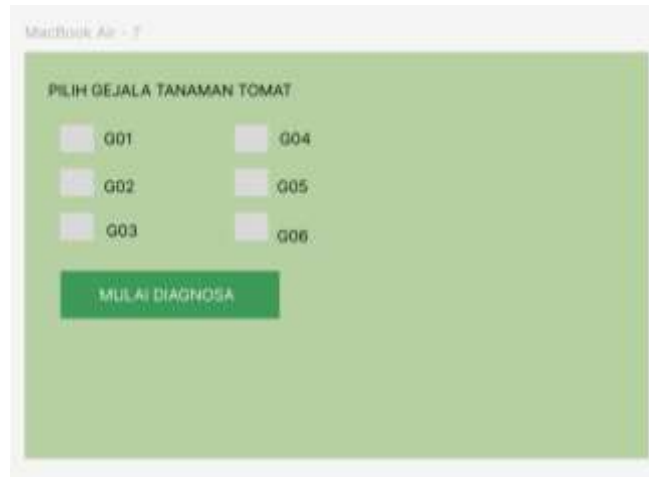 MacBook Air - 7
PILIH GEJALA TANAMAN TOMAT
G01 G04
G02 G05
G03 G06
MULAI DIAGNOSA